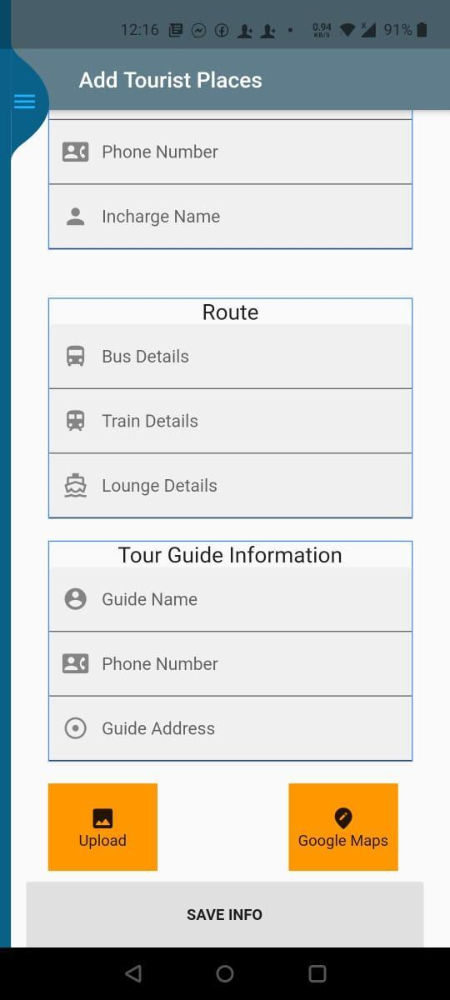 12:16 0.94 KB/S 91%
Add Tourist Places
Phone Number
Incharge Name
Route
Bus Details
Train Details
Lounge Details
Tour Guide Information
Guide Name
Phone Number
Guide Address
Upload Google Maps
SAVE INFO